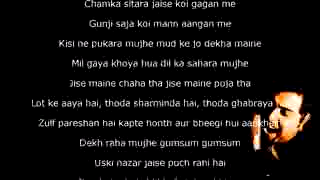 Chamka sitara jaise koi gagan me
Gunji saja koi mann aangan me
Kisi ne pukara mujhe mud ke jo dekha maine
Mil gaya khoya hua dil ka sahara mujhe
Jise maine chaha tha jise maine puja tha
Lot ke aaya hai, thoda sharminda hai, thoda ghabraya hai
Zulf pareshan hai kapte honth aur bheegi hui aankhe hai
Dekh raha mujhe gumsum gumsum
Uski nazar jaise puch rahi hai